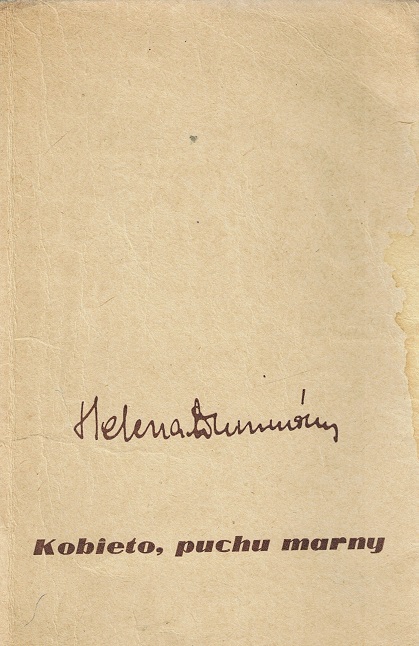 Helena
Kobieto, puchu marny